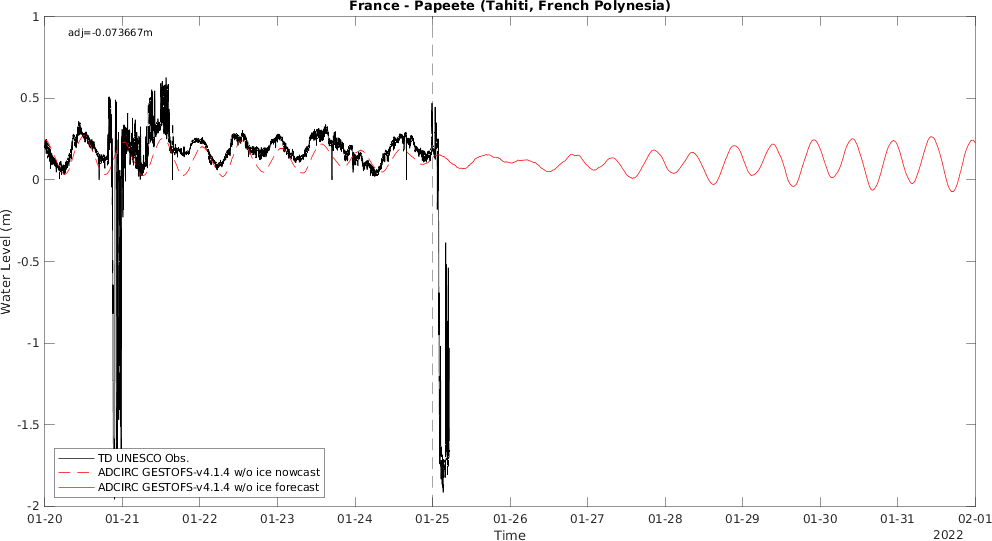 France - Papeete (Tahiti, French Polynesia)
adj=-0.073667m
1
0.5
0
-0.5
-1
-1.5
-2
Water Level (m)
TD UNESCO Obs.
ADCIRC GESTOFS-v4.1.4 w/o ice nowcast
ADCIRC GESTOFS-v4.1.4 w/o ice forecast
01-20 01-21 01-22 01-23 01-24 01-25 01-26 01-27 01-28 01-29 01-30 01-31 02-01
Time
2022